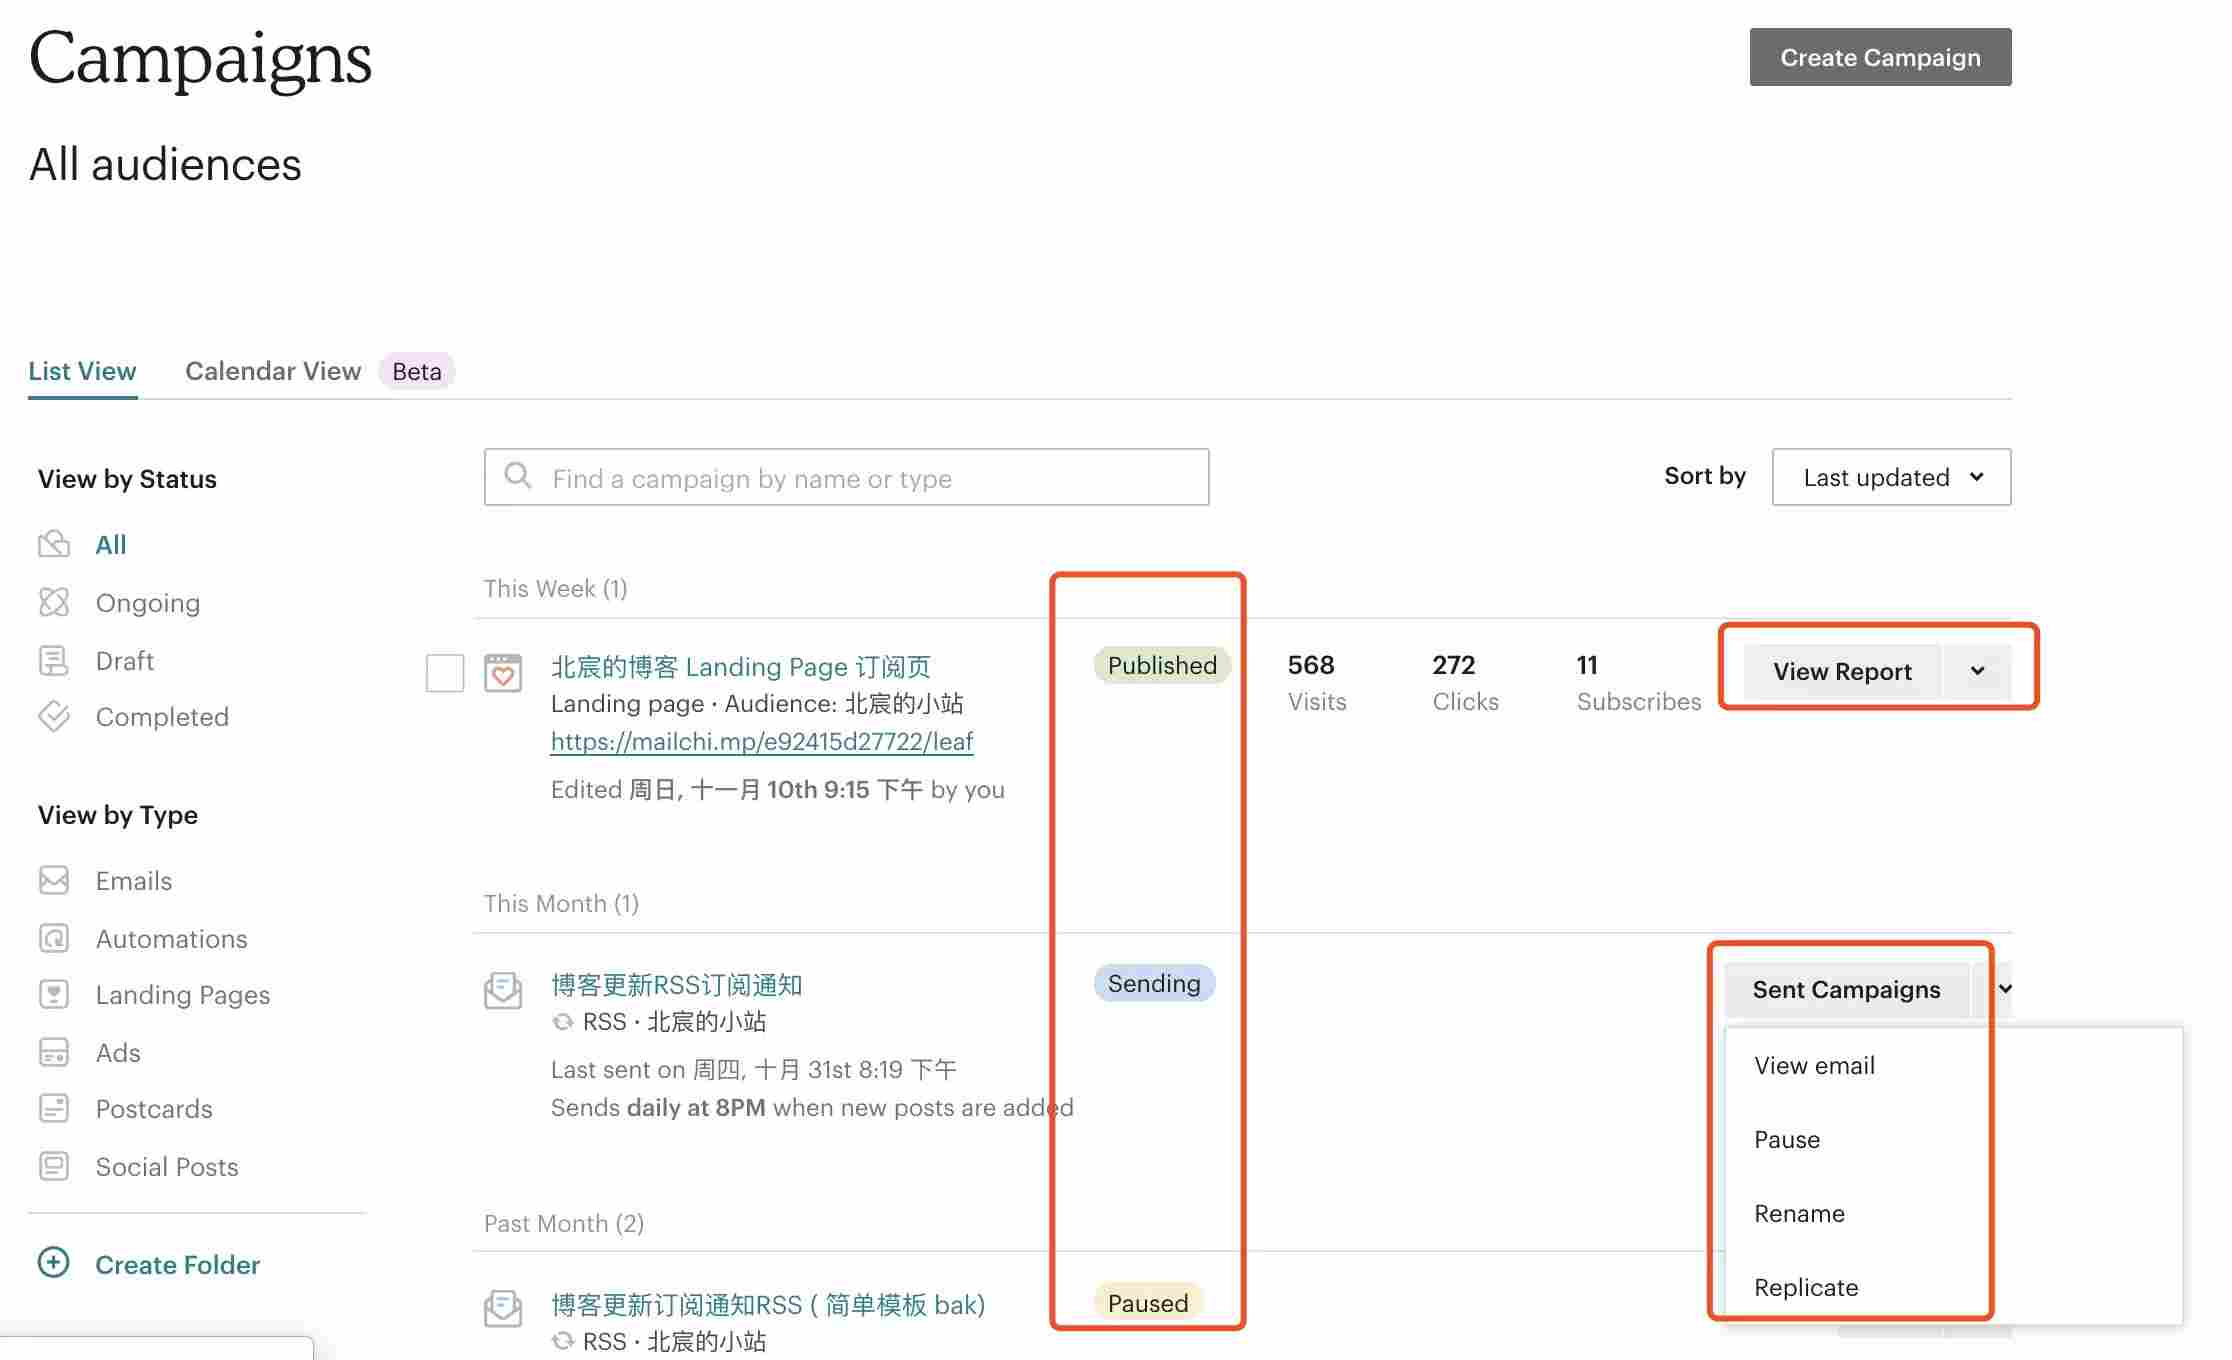 Campaigns
Create Campaign
All audiences
List View
Calendar View
Beta
View by Status
All
Ongoing
Draft
Completed
View by Type
Emails
Automations
Landing Pages
Ads
Postcards
Social Posts
Create Folder
Find a campaign by name or type
Sort by
Last updated
This Week (1)
北宸的博客 Landing Page 订阅页
Landing page · Audience: 北宸的小站
https://mailchi.mp/e92415d27722/leaf
Edited 周日, 十一月 10th 9:15 下午 by you
Published
568
Visits
272
Clicks
11
Subscribes
View Report
This Month (1)
博客更新RSS订阅通知
RSS · 北宸的小站
Last sent on 周四, 十月 31st 8:19 下午
Sends daily at 8PM when new posts are added
Sending
Sent Campaigns
View email
Pause
Rename
Replicate
Past Month (2)
博客更新订阅通知RSS ( 简单模板 bak)
RSS · 北宸的小站
Paused